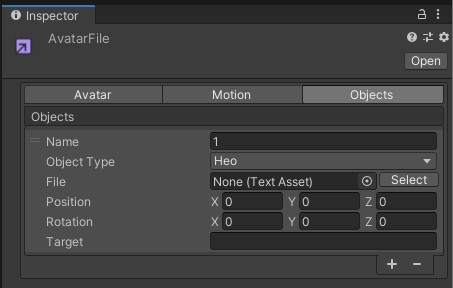 Inspector
AvatarFile
Open
Avatar Motion Objects
Objects
Name 1
Object Type Heo
File None (Text Asset) Select
Position X 0 Y 0 Z 0
Rotation X 0 Y 0 Z 0
Target
+ −